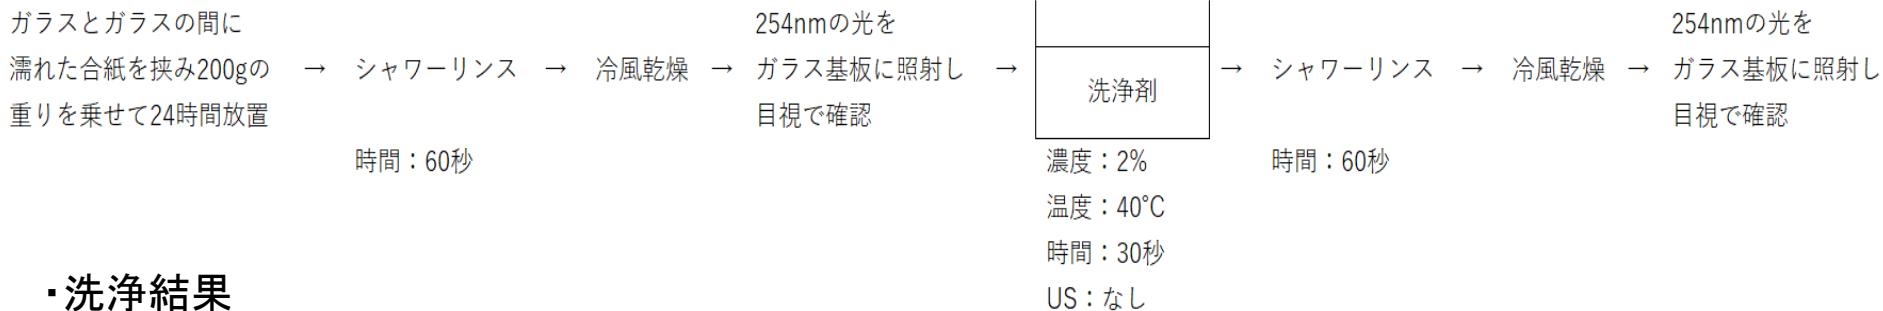 ガラスとガラスの間に
濡れた合紙を挟み200gの
重りを乗せて24時間放置
→
シャワーリンス
時間：60秒
→
冷風乾燥
→
254nmの光を
ガラス基板に照射し
目視で確認
→
洗浄剤
濃度：2%
温度：40℃
時間：30秒
US：なし
→
シャワーリンス
時間：60秒
→
冷風乾燥
→
254nmの光を
ガラス基板に照射し
目視で確認
・洗浄結果